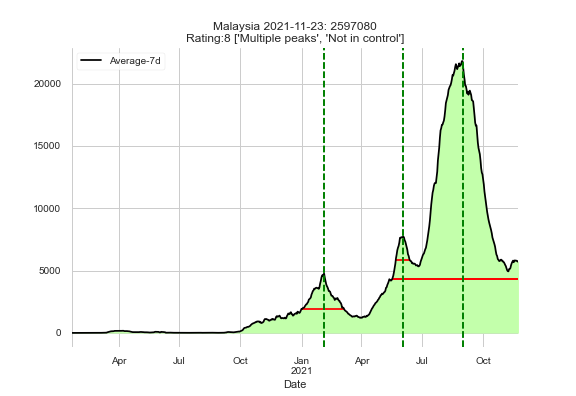 Malaysia 2021-11-23: 2597080
Rating:8 ['Multiple peaks', 'Not in control']
Average-7d
20000
15000
10000
5000
0
Apr Jul Oct Jan Apr Jul Oct
2021
Date